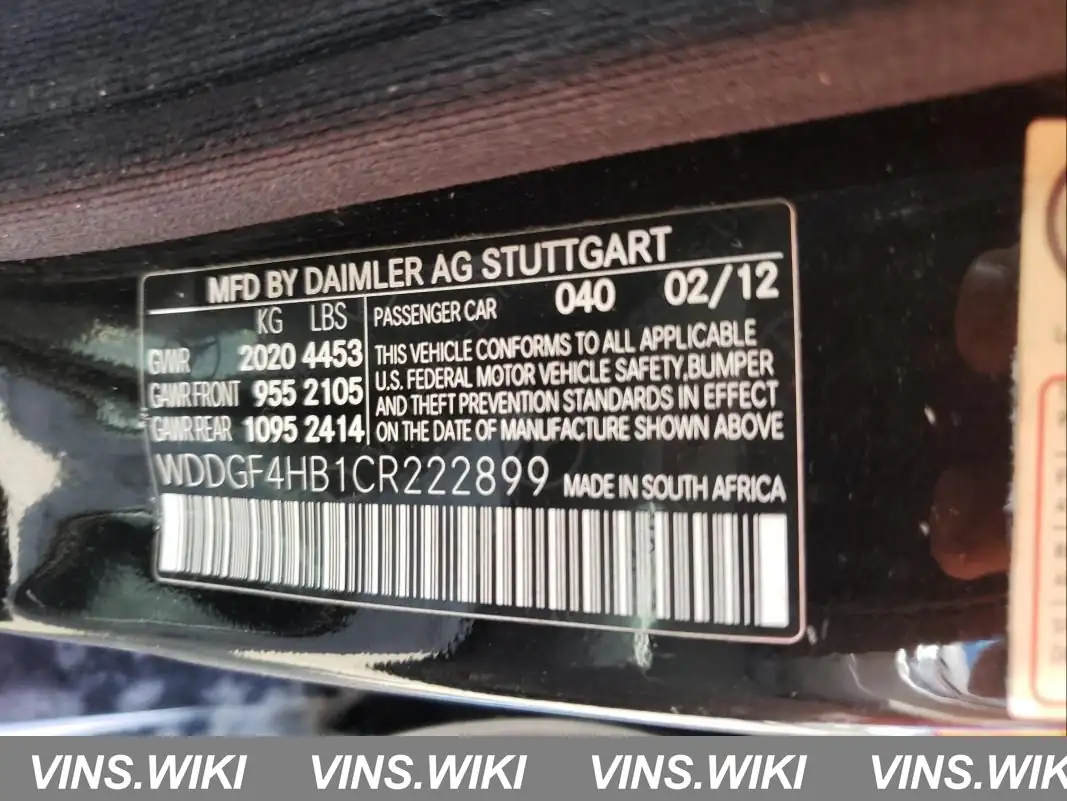 MFD BY DAIMLER AG STUTTGART
KG LBS
GVWR 2020 4453
GAWR FRONT 955 2105
GAWR REAR 1095 2414
PASSENGER CAR 040 02/12
THIS VEHICLE CONFORMS TO ALL APPLICABLE
U.S. FEDERAL MOTOR VEHICLE SAFETY, BUMPER
AND THEFT PREVENTION STANDARDS IN EFFECT
ON THE DATE OF MANUFACTURE SHOWN ABOVE
WDDGF4HB1CR222899 MADE IN SOUTH AFRICA
VINS.WIKI VINS.WIKI VINS.WIKI VINS.WIK